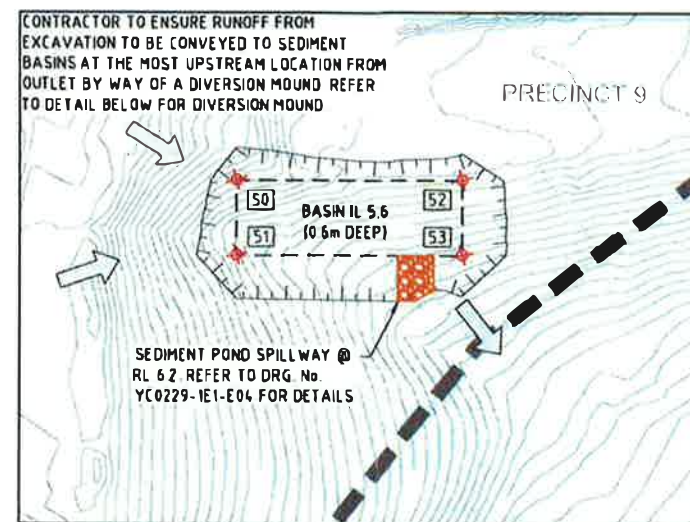 CONTRACTOR TO ENSURE RUNOFF FROM
EXCAVATION TO BE CONVEYED TO SEDIMENT
BASINS AT THE MOST UPSTREAM LOCATION FROM
OUTLET BY WAY OF A DIVERSION MOUND REFER
TO DETAIL BELOW FOR DIVERSION MOUND
PRECINCT 9
50
52
BASIN IL 5.6
(0.6m DEEP)
51
53
SEDIMENT POND SPILLWAY @
RL 6.2. REFER TO DRG. No.
YC0229-1E1-E04 FOR DETAILS